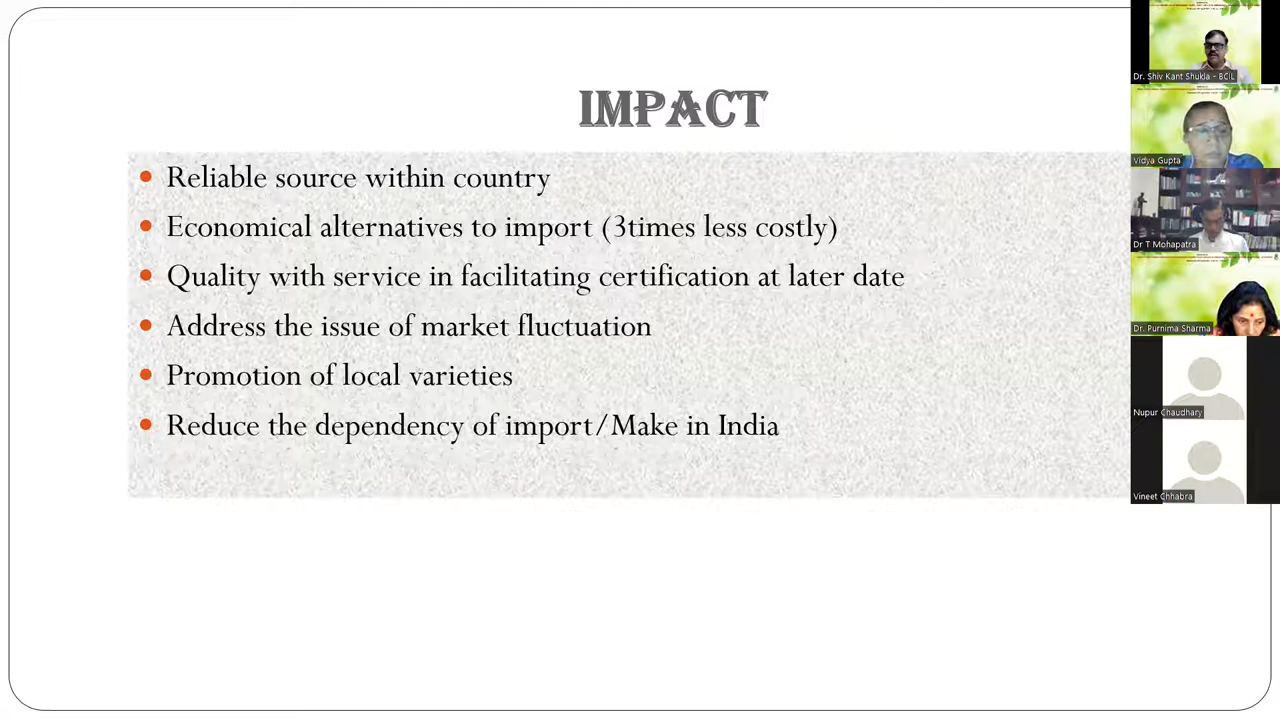 IMPACT
Reliable source within country
Economical alternatives to import (3times less costly)
Quality with service in facilitating certification at later date
Address the issue of market fluctuation
Promotion of local varieties
Reduce the dependency of import/Make in India
Dr. Shiv Kant Shukla - BCIL
Vidya Gupta
Dr T Mohapatra
Dr. Purnima Sharma
Nupur Chaudhary
Vineet Chhabra